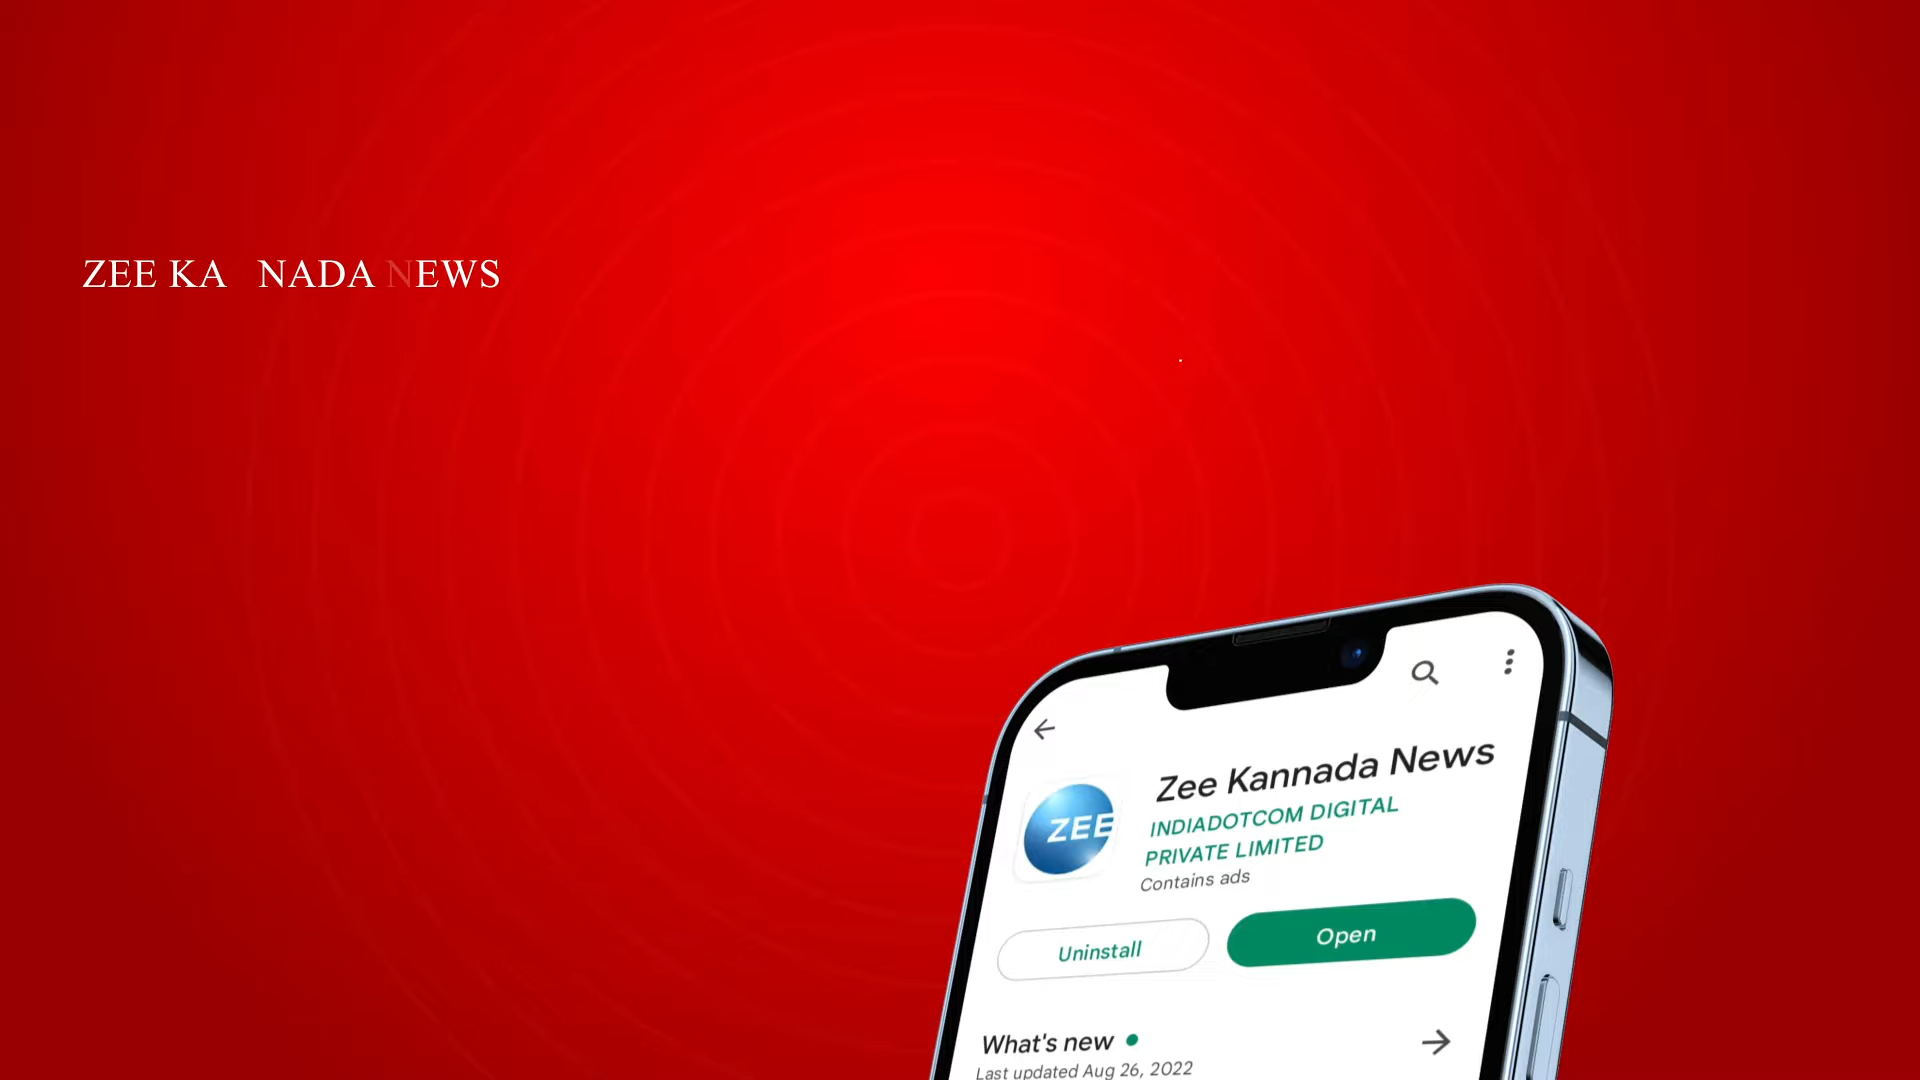 ZEE KA NADA NEWS
Zee Kannada News
ZEE
INDIADOTCOM DIGITAL
PRIVATE LIMITED
Contains ads
Uninstall
Open
What's new
Last updated Aug 26, 2022